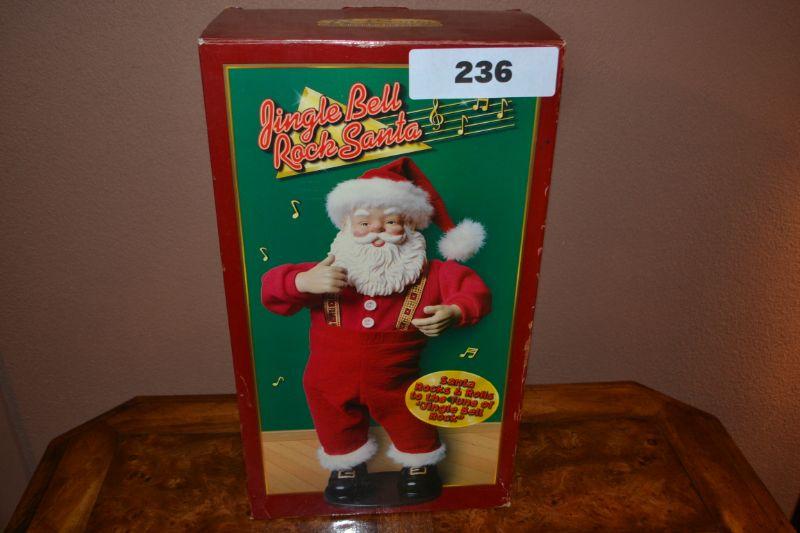 236
Jingle Bell
Rock Santa
Santa
Rocks & Rolls
to the Tune of
"Jingle Bell
Rock"